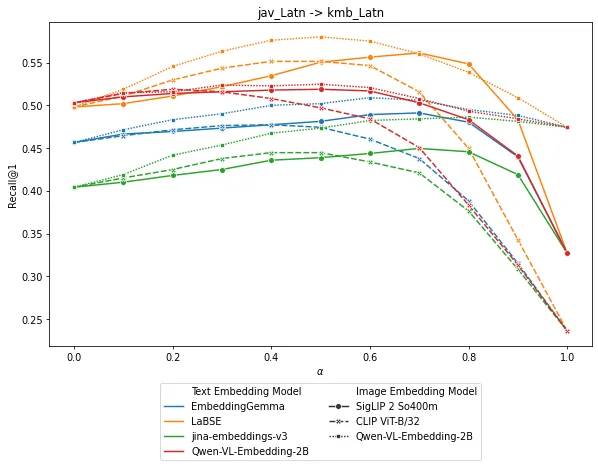 jav_Latn -> kmb_Latn
Recall@1
0.55
0.50
0.45
0.40
0.35
0.30
0.25
0.0 0.2 0.4 0.6 0.8 1.0
α
Text Embedding Model
EmbeddingGemma
LaBSE
jina-embeddings-v3
Qwen-VL-Embedding-2B
Image Embedding Model
SigLIP 2 So400m
CLIP ViT-B/32
Qwen-VL-Embedding-2B